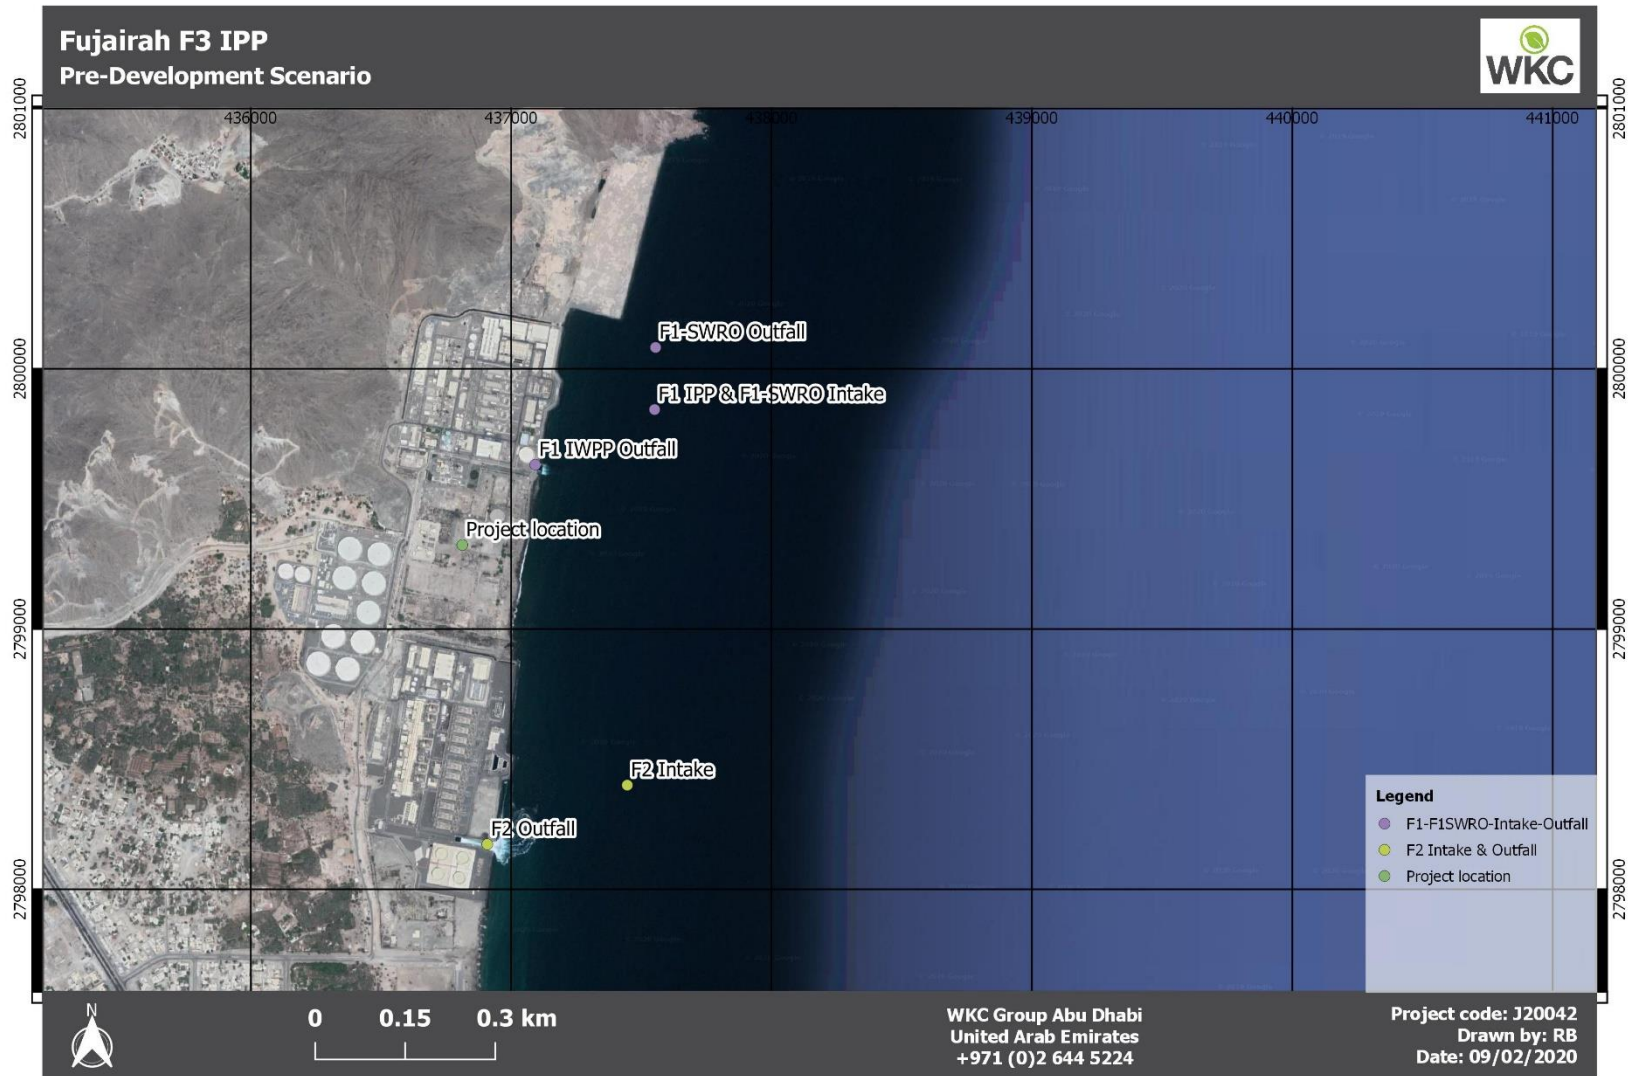 Fujairah F3 IPP
Pre-Development Scenario
WKC
2801000
436000
437000
438000
439000
440000
441000
2801000
F1-SWRO Outfall
2800000
2800000
F1 IPP & F1-SWRO Intake
F1 IWPP Outfall
Project location
2799000
2799000
F2 Intake
F2 Outfall
Legend
F1-F1SWRO-Intake-Outfall
F2 Intake & Outfall
Project location
2798000
2798000
N
0 0.15 0.3 km
WKC Group Abu Dhabi
United Arab Emirates
+971 (0)2 644 5224
Project code: J20042
Drawn by: RB
Date: 09/02/2020